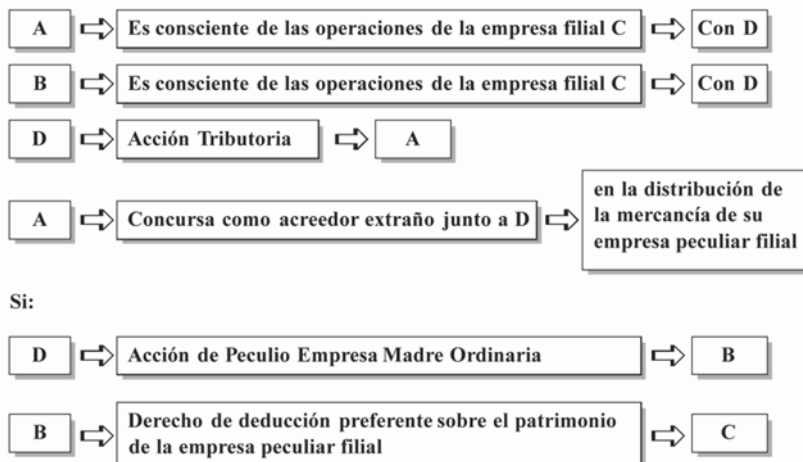 A Es consciente de las operaciones de la empresa filial C Con D
B Es consciente de las operaciones de la empresa filial C Con D
D Acción Tributoria A
A Concursa como acreedor extraño junto a D
en la distribución de
la mercancía de su
empresa peculiar filial
Si:
D Acción de Peculio Empresa Madre Ordinaria B
B
Derecho de deducción preferente sobre el patrimonio
de la empresa peculiar filial
C